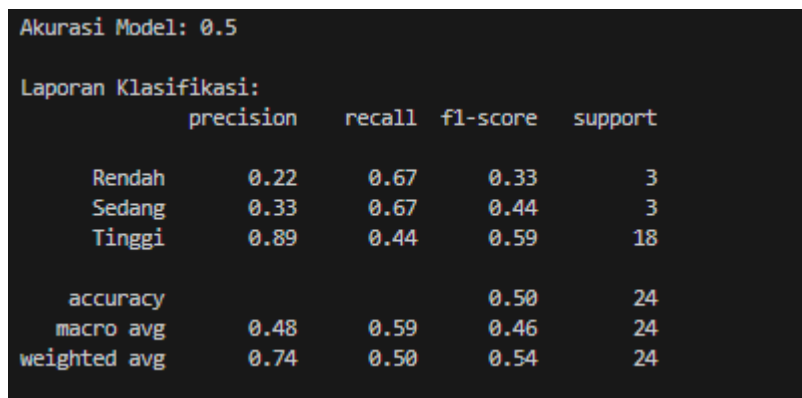 Akurasi Model: 0.5
Laporan Klasifikasi:
precision recall f1-score support
Rendah 0.22 0.67 0.33 3
Sedang 0.33 0.67 0.44 3
Tinggi 0.89 0.44 0.59 18
accuracy 0.50 24
macro avg 0.48 0.59 0.46 24
weighted avg 0.74 0.50 0.54 24